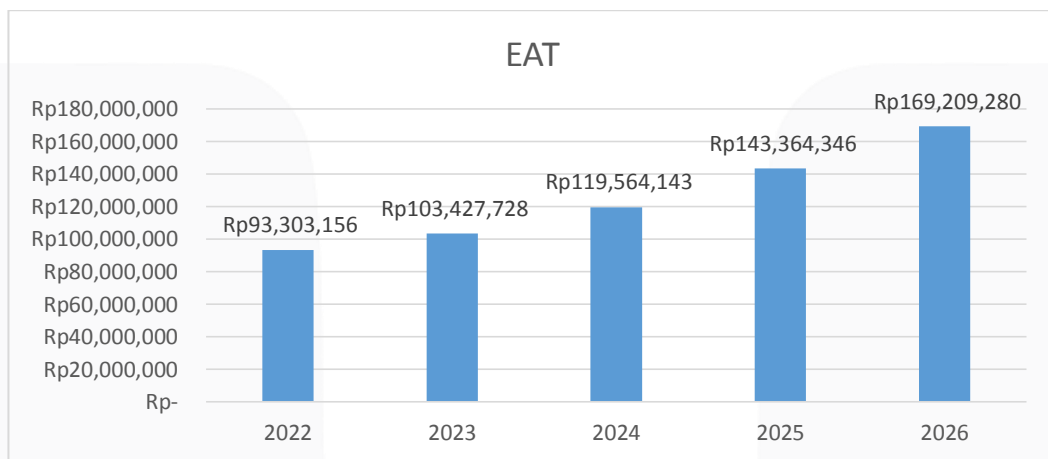 EAT
Rp180,000,000
Rp160,000,000
Rp140,000,000
Rp120,000,000
Rp100,000,000
Rp80,000,000
Rp60,000,000
Rp40,000,000
Rp20,000,000
Rp-
Rp93,303,156
Rp103,427,728
Rp119,564,143
Rp143,364,346
Rp169,209,280
2022 2023 2024 2025 2026